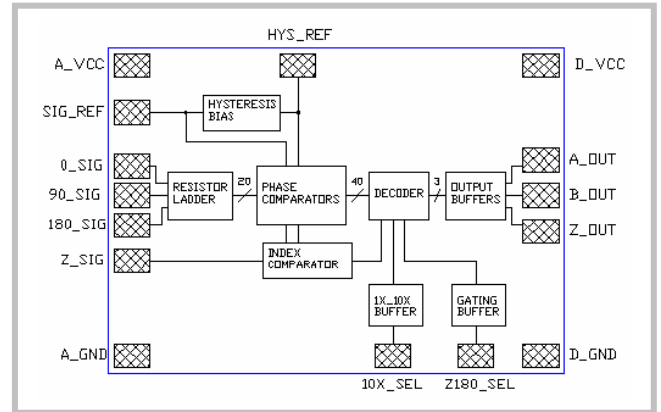 HYS_REF
A_VCC
D_VCC
SIG_REF
HYSTERESIS
BIAS
0_SIG
90_SIG
180_SIG
Z_SIG
RESISTOR
LADDER
20
PHASE
COMPARATORS
40
DECODER
3
OUTPUT
BUFFERS
A_OUT
B_OUT
Z_OUT
INDEX
COMPARATOR
1X_10X
BUFFER
GATING
BUFFER
A_GND
D_GND
10X_SEL
Z180_SEL